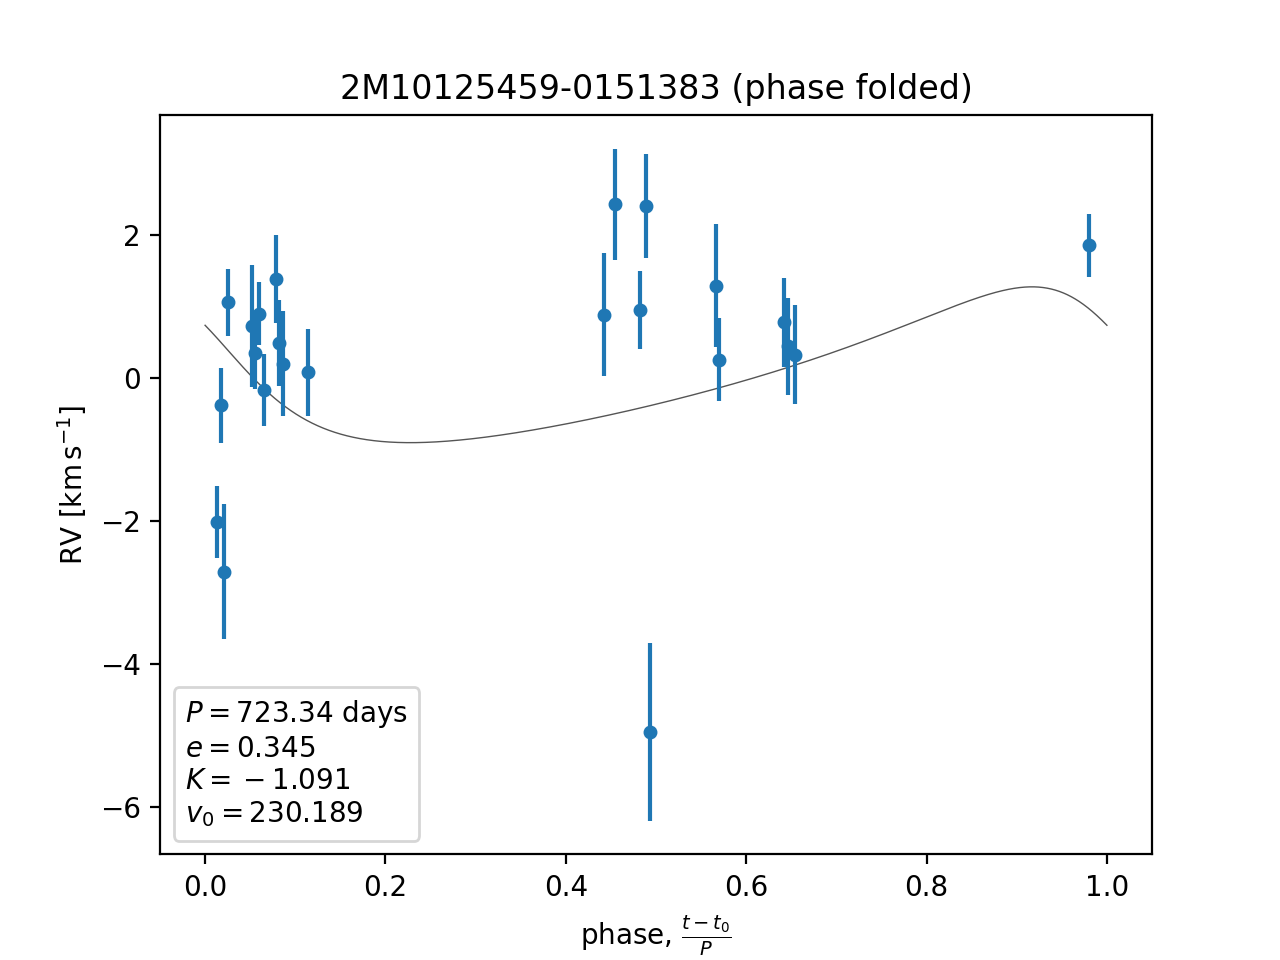 2M10125459-0151383 (phase folded)
RV [km s⁻¹]
2
0
−2
−4
−6
P = 723.34 days
e = 0.345
K = −1.091
v₀ = 230.189
0.0 0.2 0.4 0.6 0.8 1.0
phase, (t − t₀)/P